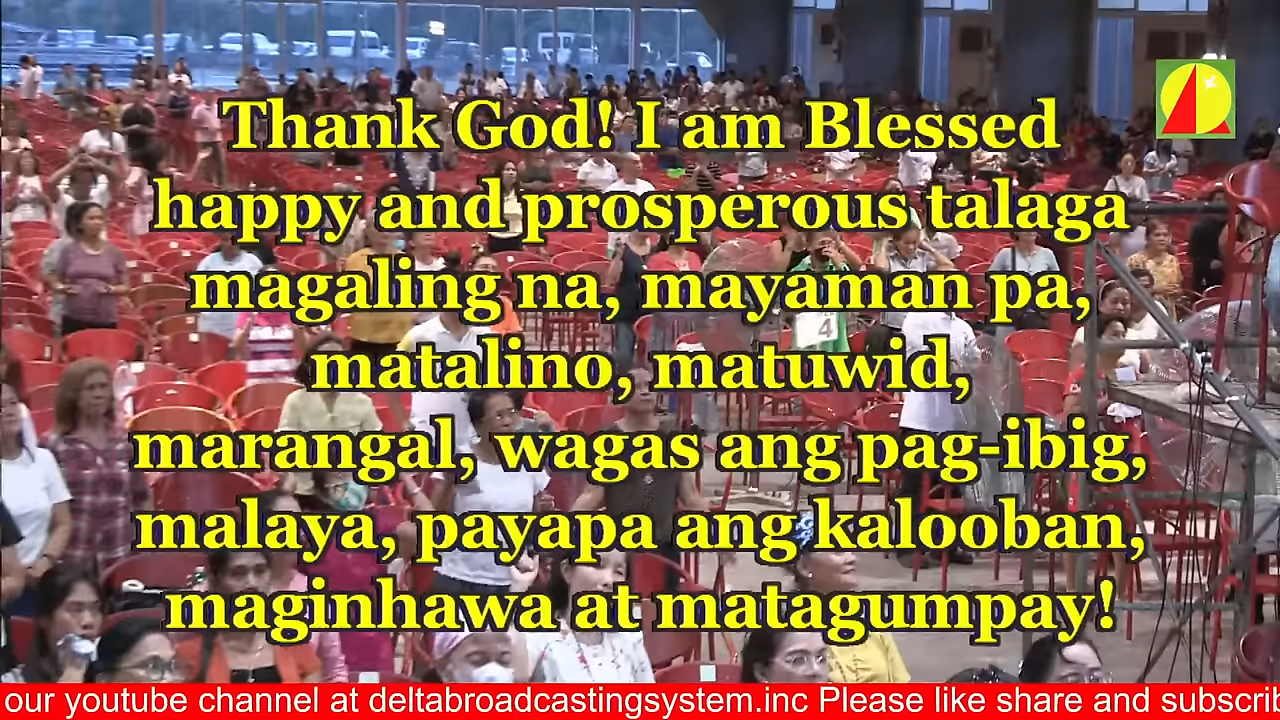 Thank God! I am Blessed
happy and prosperous talaga
magaling na, mayaman pa,
4
matalino, matuwid,
marangal, wagas ang pag-ibig,
malaya, payapa ang kalooban,
maginhawa at matagumpay!
our youtube channel at deltabroadcastingsystem.inc Please like share and subscrib